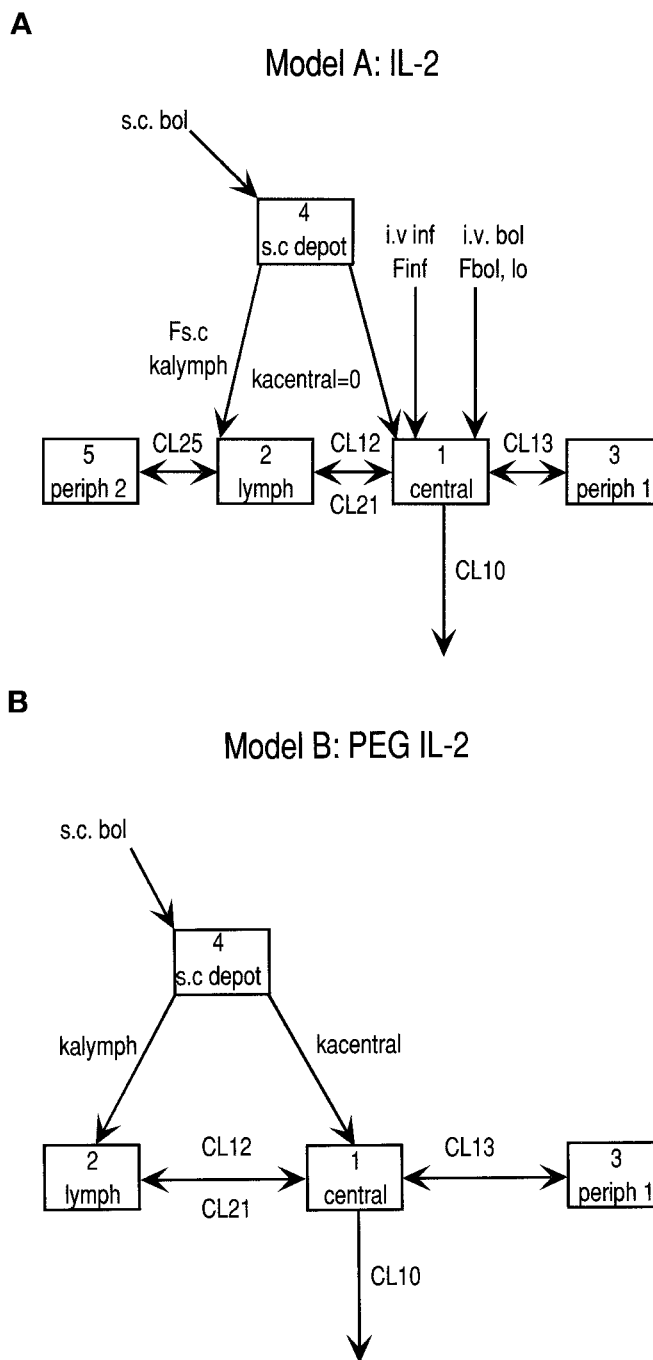 A
Model A: IL-2
s.c. bol
4
s.c depot
i.v inf
Finf
i.v. bol
Fbol, lo
Fs.c
kalymph
kacentral=0
5
periph 2
CL25
2
lymph
CL12
CL21
1
central
CL13
3
periph 1
CL10
B
Model B: PEG IL-2
s.c. bol
4
s.c depot
kalymph
kacentral
2
lymph
CL12
CL21
1
central
CL13
3
periph 1
CL10